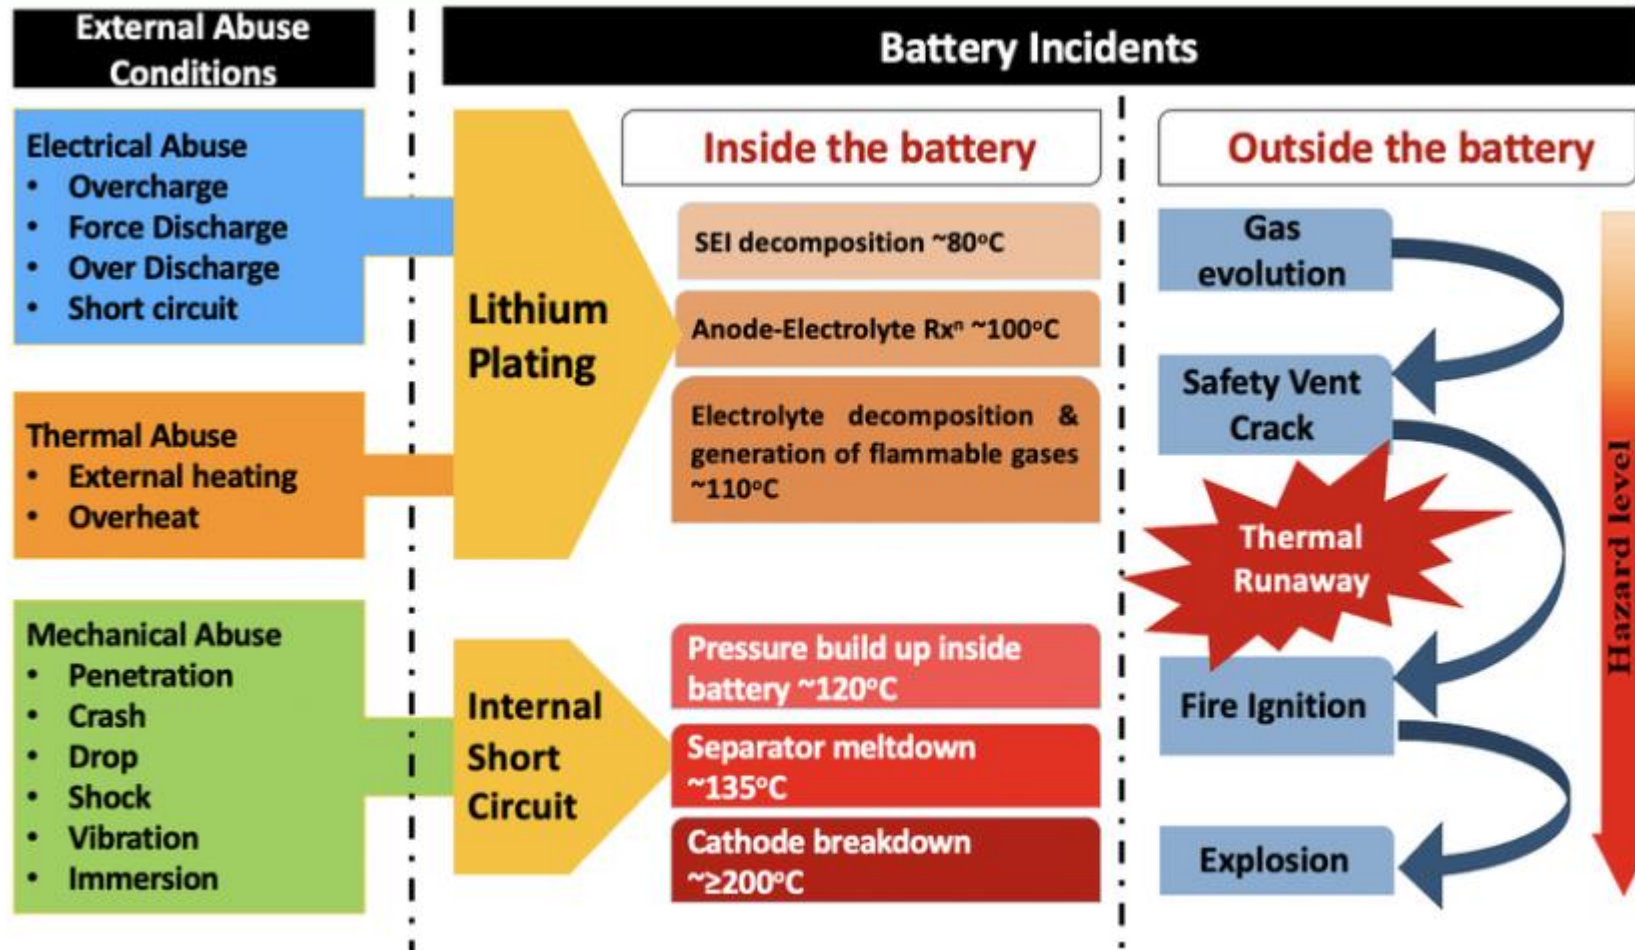 External Abuse
Conditions
Battery Incidents
Electrical Abuse
• Overcharge
• Force Discharge
• Over Discharge
• Short circuit
Thermal Abuse
• External heating
• Overheat
Mechanical Abuse
• Penetration
• Crash
• Drop
• Shock
• Vibration
• Immersion
Lithium
Plating
Internal
Short
Circuit
Inside the battery
SEI decomposition ~80°C
Anode-Electrolyte Rxⁿ ~100°C
Electrolyte decomposition &
generation of flammable gases
~110°C
Pressure build up inside
battery ~120°C
Separator meltdown
~135°C
Cathode breakdown
~≥200°C
Outside the battery
Gas
evolution
Safety Vent
Crack
Thermal
Runaway
Fire Ignition
Explosion
Hazard level